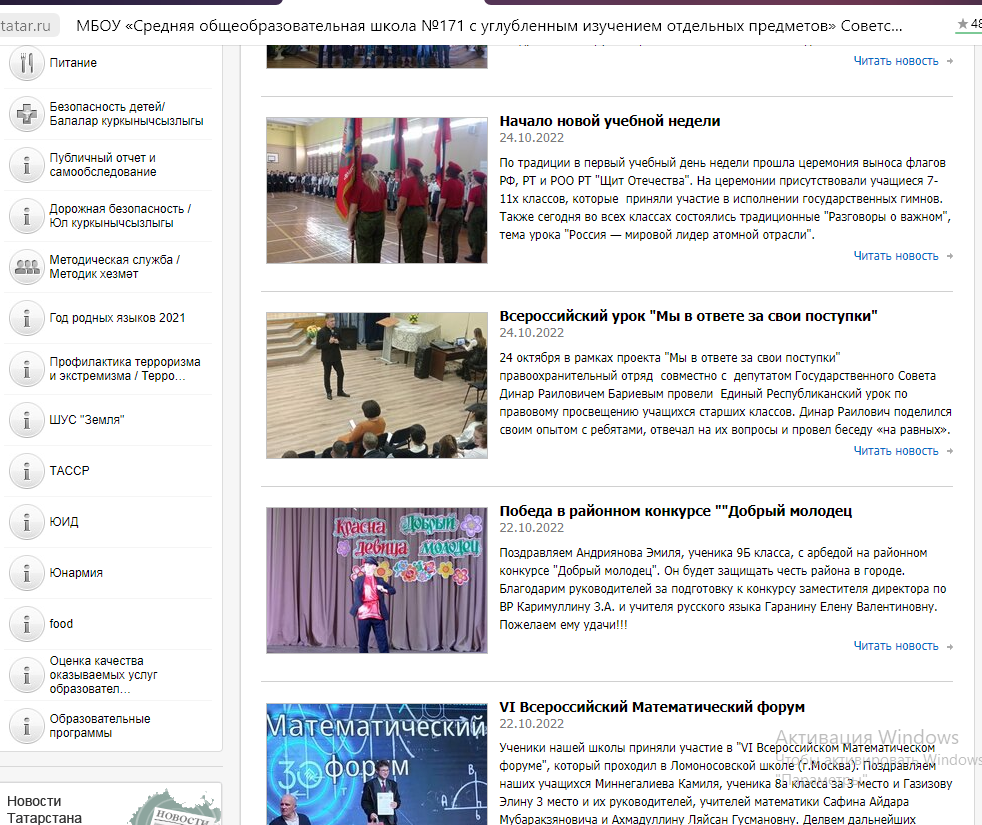 tatar.ru
МБОУ «Средняя общеобразовательная школа №171 с углубленным изучением отдельных предметов» Советс...
48
Питание
Безопасность детей/
Балалар куркынычсызлыгы
Публичный отчет и
самообследование
Дорожная безопасность /
Юл куркынычсызлыгы
Методическая служба /
Методик хезмәт
Год родных языков 2021
Профилактика терроризма
и экстремизма / Терро...
ШУС "Земля"
ТАССР
ЮИД
Юнармия
food
Оценка качества
оказываемых услуг
образовател...
Образовательные
программы
Новости
Татарстана
НОВОСТИ
Читать новость
Начало новой учебной недели
24.10.2022
По традиции в первый учебный день недели прошла церемония выноса флагов
РФ, РТ и РОО РТ "Щит Отечества". На церемонии присутствовали учащиеся 7-
11х классов, которые приняли участие в исполнении государственных гимнов.
Также сегодня во всех классах состоялись традиционные "Разговоры о важном",
тема урока "Россия — мировой лидер атомной отрасли".
Читать новость
Всероссийский урок "Мы в ответе за свои поступки"
24.10.2022
24 октября в рамках проекта "Мы в ответе за свои поступки"
правоохранительный отряд совместно с депутатом Государственного Совета
Динар Раиловичем Бариевым провели Единый Республиканский урок по
правовому просвещению учащихся старших классов. Динар Раилович поделился
своим опытом с ребятами, отвечал на их вопросы и провел беседу «на равных».
Читать новость
Красна девица
Добрый молодец
Победа в районном конкурсе ""Добрый молодец
22.10.2022
Поздравляем Андриянова Эмиля, ученика 9Б класса, с арбедой на районном
конкурсе "Добрый молодец". Он будет защищать честь района в городе.
Благодарим руководителей за подготовку к конкурсу заместителя директора по
ВР Каримуллину З.А. и учителя русского языка Гаранину Елену Валентиновну.
Пожелаем ему удачи!!!
Читать новость
Математический
форум
VI Всероссийский Математический форум
22.10.2022
Ученики нашей школы приняли участие в "VI Всероссийском Математическом
форуме", который проходил в Ломоносовской школе (г.Москва). Поздравляем
наших учащихся Миннегалиева Камиля, ученика 8а класса за 3 место и Газизову
Элину 3 место и их руководителей, учителей математики Сафина Айдара
Мубаракзяновича и Ахмадуллину Ляйсан Гусмановну. Делвем дальнейших
Активация Windows
Чтобы активировать Windows
"Параметры"